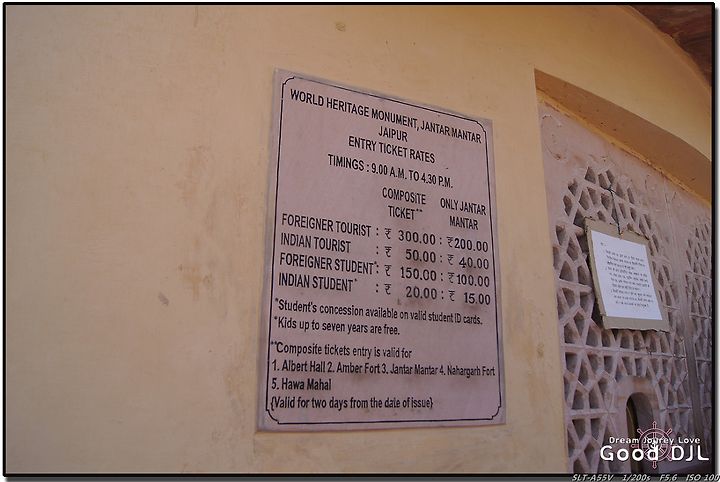 WORLD HERITAGE MONUMENT, JANTAR MANTAR
JAIPUR
ENTRY TICKET RATES
TIMINGS : 9.00 A.M. TO 4.30 P.M.
COMPOSITE TICKET** ONLY JANTAR MANTAR
FOREIGNER TOURIST : ₹ 300.00 : ₹200.00
INDIAN TOURIST : ₹ 50.00 : ₹ 40.00
FOREIGNER STUDENT* : ₹ 150.00 : ₹100.00
INDIAN STUDENT* : ₹ 20.00 : ₹ 15.00
*Student's concession available on valid student ID cards.
*Kids up to seven years are free.
**Composite tickets entry is valid for
1. Albert Hall 2. Amber Fort 3. Jantar Mantar 4. Nahargarh Fort
5. Hawa Mahal
{Valid for two days from the date of issue}
Dream Jourey Love
Good DJL
SLT-A55V 1/200s F5.6 ISO 100